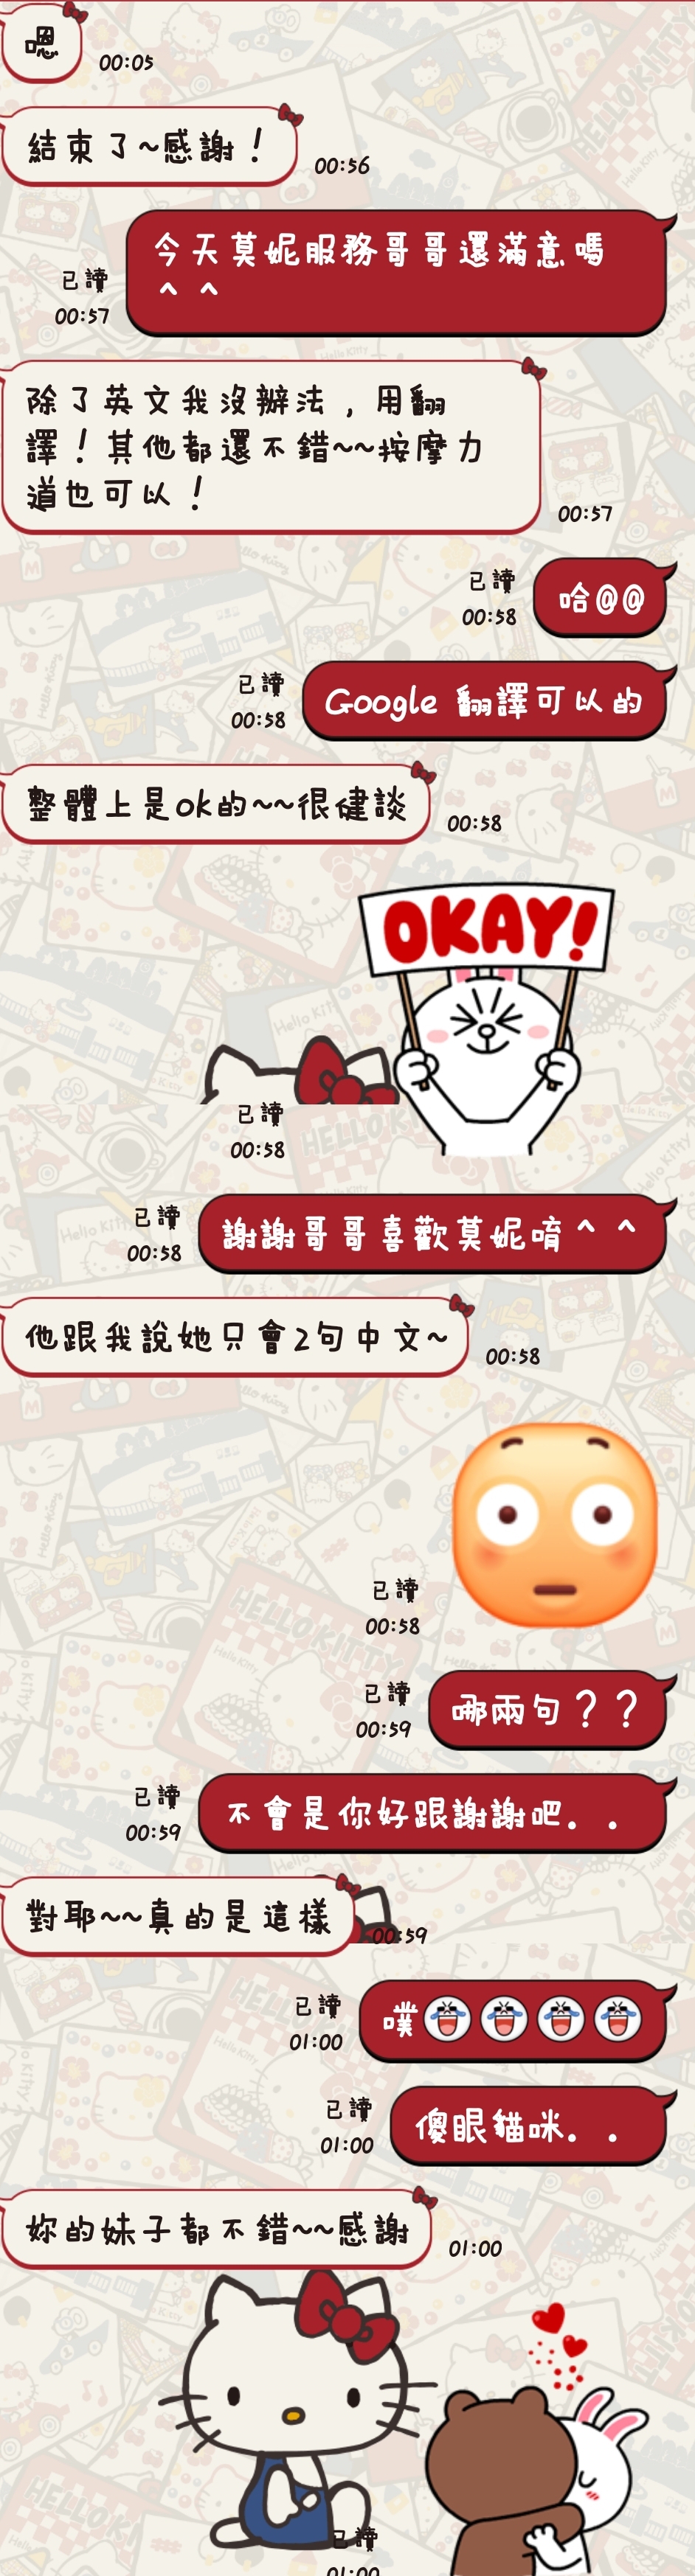 嗯
00:05
結束了~感謝！
00:56
今天莫妮服務哥哥還滿意嗎
^ ^
已讀
00:57
除了英文我沒辦法，用翻
譯！其他都還不錯~~按摩力
道也可以！
00:57
哈@@
已讀
00:58
Google 翻譯可以的
已讀
00:58
整體上是ok的~~很健談
00:58
OKAY!
已讀
00:58
謝謝哥哥喜歡莫妮唷^ ^
已讀
00:58
他跟我說她只會2句中文~
00:58
已讀
00:58
哪兩句？？
已讀
00:59
不會是你好跟謝謝吧. .
已讀
00:59
對耶~~真的是這樣
00:59
噗
已讀
01:00
傻眼貓咪. .
已讀
01:00
妳的妹子都不錯~~感謝
01:00
已讀
01:00